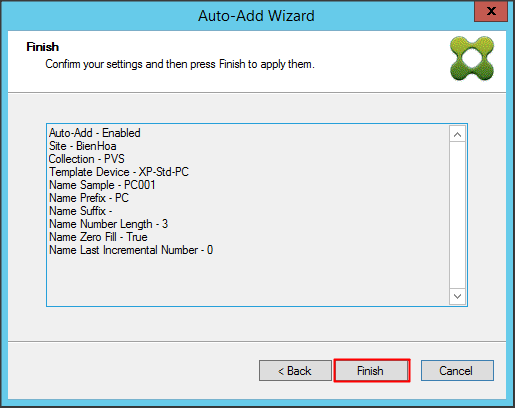 Auto-Add Wizard
x
Finish
Confirm your settings and then press Finish to apply them.
Auto-Add - Enabled
Site - BienHoa
Collection - PVS
Template Device - XP-Std-PC
Name Sample - PC001
Name Prefix - PC
Name Suffix -
Name Number Length - 3
Name Zero Fill - True
Name Last Incremental Number - 0
< Back
Finish
Cancel